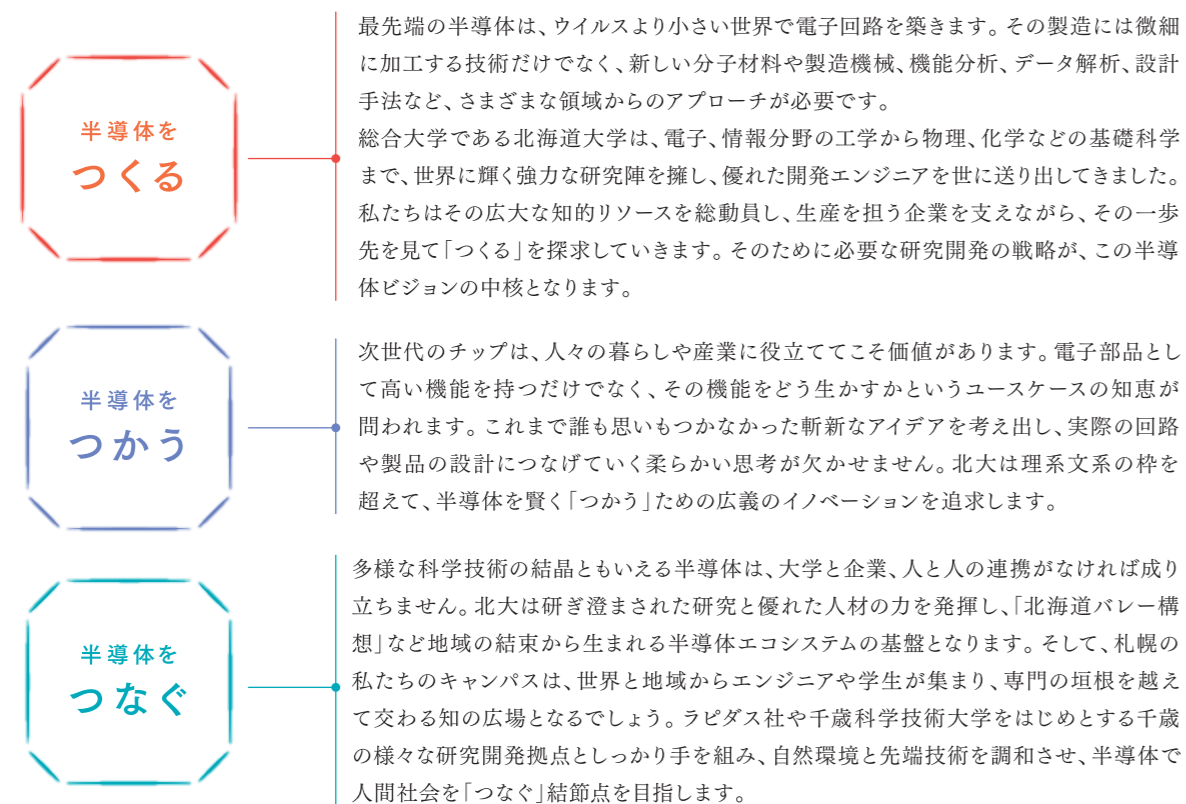 半導体を
つくる
最先端の半導体は、ウイルスより小さい世界で電子回路を築きます。その製造には微細
に加工する技術だけでなく、新しい分子材料や製造機械、機能分析、データ解析、設計
手法など、さまざまな領域からのアプローチが必要です。
総合大学である北海道大学は、電子、情報分野の工学から物理、化学などの基礎科学
まで、世界に輝く強力な研究陣を擁し、優れた開発エンジニアを世に送り出してきました。
私たちはその広大な知的リソースを総動員し、生産を担う企業を支えながら、その一歩
先を見て「つくる」を探求していきます。そのために必要な研究開発の戦略が、この半導
体ビジョンの中核となります。
半導体を
つかう
次世代のチップは、人々の暮らしや産業に役立ててこそ価値があります。電子部品とし
て高い機能を持つだけでなく、その機能をどう生かすかというユースケースの知恵が
問われます。これまで誰も思いもつかなかった斬新なアイデアを考え出し、実際の回路
や製品の設計につなげていく柔らかい思考が欠かせません。北大は理系文系の枠を
超えて、半導体を賢く「つかう」ための広義のイノベーションを追求します。
半導体を
つなぐ
多様な科学技術の結晶ともいえる半導体は、大学と企業、人と人の連携がなければ成り
立ちません。北大は研ぎ澄まされた研究と優れた人材の力を発揮し、「北海道バレー構
想」など地域の結束から生まれる半導体エコシステムの基盤となります。そして、札幌の
私たちのキャンパスは、世界と地域からエンジニアや学生が集まり、専門の垣根を越え
て交わる知の広場となるでしょう。ラピダス社や千歳科学技術大学をはじめとする千歳
の様々な研究開発拠点としっかり手を組み、自然環境と先端技術を調和させ、半導体で
人間社会を「つなぐ」結節点を目指します。